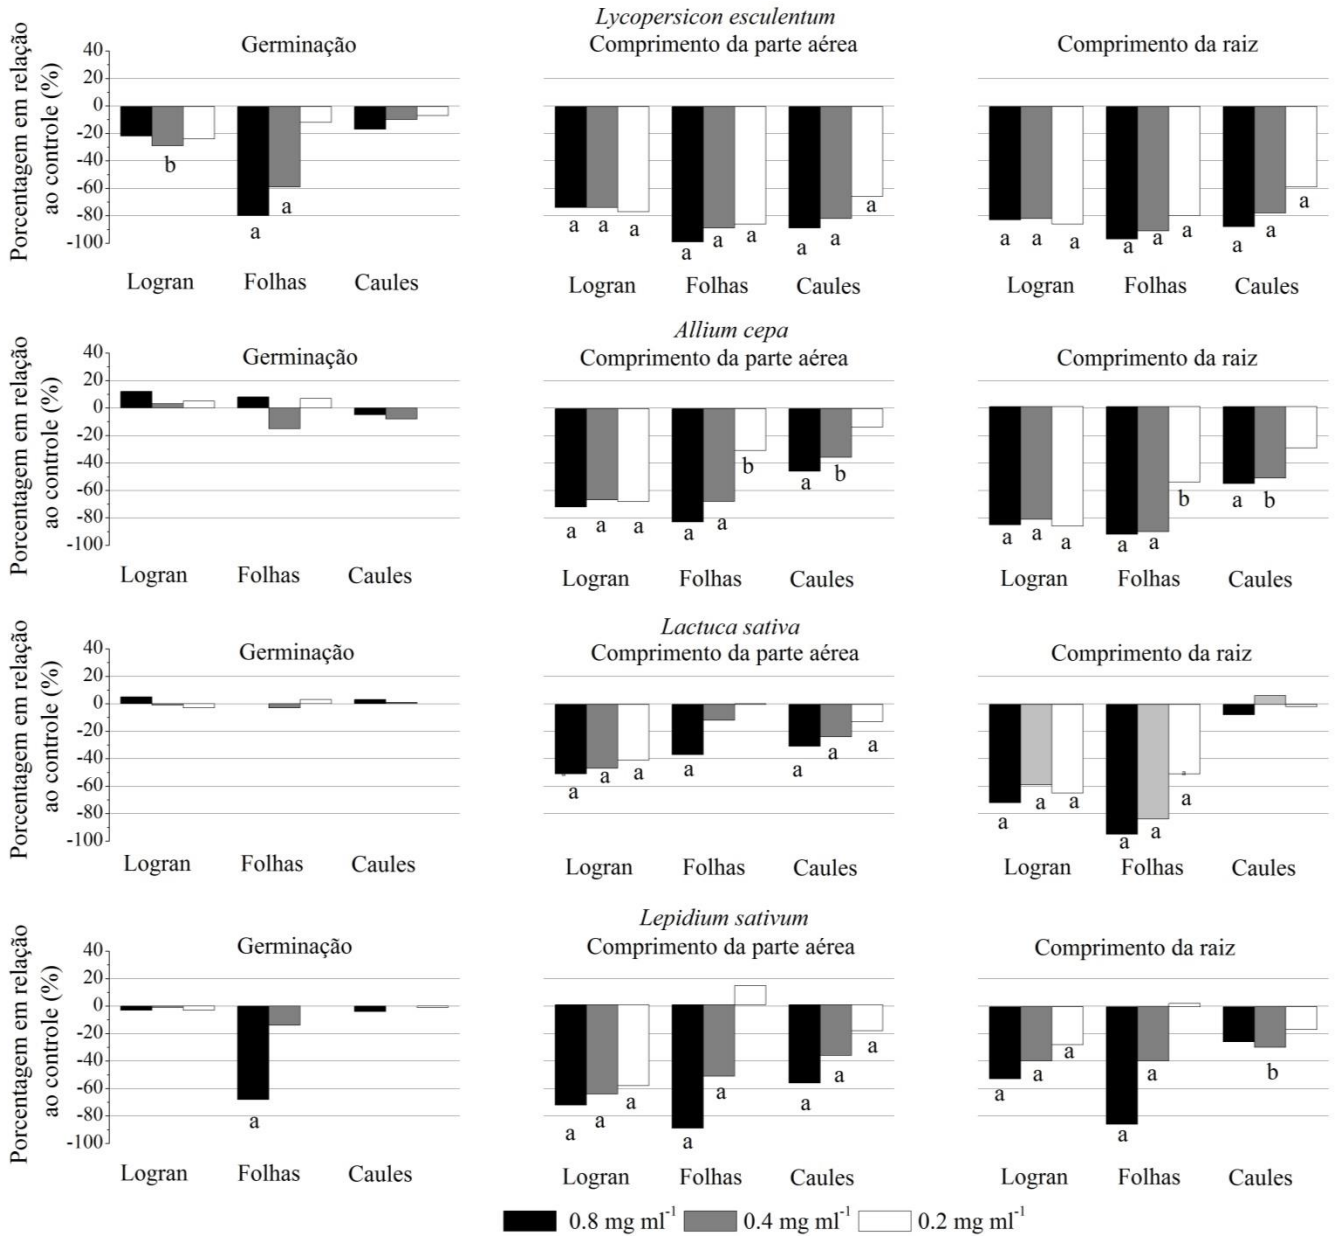 Lycopersicon esculentum
Germinação
Comprimento da parte aérea
Comprimento da raiz
Porcentagem em relação
ao controle (%)
40
20
0
-20
-40
-60
-80
-100
b
a
a
a a a
a a a
a a a
a a a
a a a
a a a
Logran Folhas Caules
Logran Folhas Caules
Logran Folhas Caules
Allium cepa
Germinação
Comprimento da parte aérea
Comprimento da raiz
Porcentagem em relação
ao controle (%)
40
20
0
-20
-40
-60
-80
-100
a a a
a a b
a b
a a a
a a b
a b
Logran Folhas Caules
Logran Folhas Caules
Logran Folhas Caules
Lactuca sativa
Germinação
Comprimento da parte aérea
Comprimento da raiz
Porcentagem em relação
ao controle (%)
40
20
0
-20
-40
-60
-80
-100
a a a
a
a a a
a a a
a a a
Logran Folhas Caules
Logran Folhas Caules
Logran Folhas Caules
Lepidium sativum
Germinação
Comprimento da parte aérea
Comprimento da raiz
Porcentagem em relação
ao controle (%)
40
20
0
-20
-40
-60
-80
-100
a
a a a
a a
a a a
a a a
a a
b
Logran Folhas Caules
Logran Folhas Caules
Logran Folhas Caules
0.8 mg ml⁻¹ 0.4 mg ml⁻¹ 0.2 mg ml⁻¹